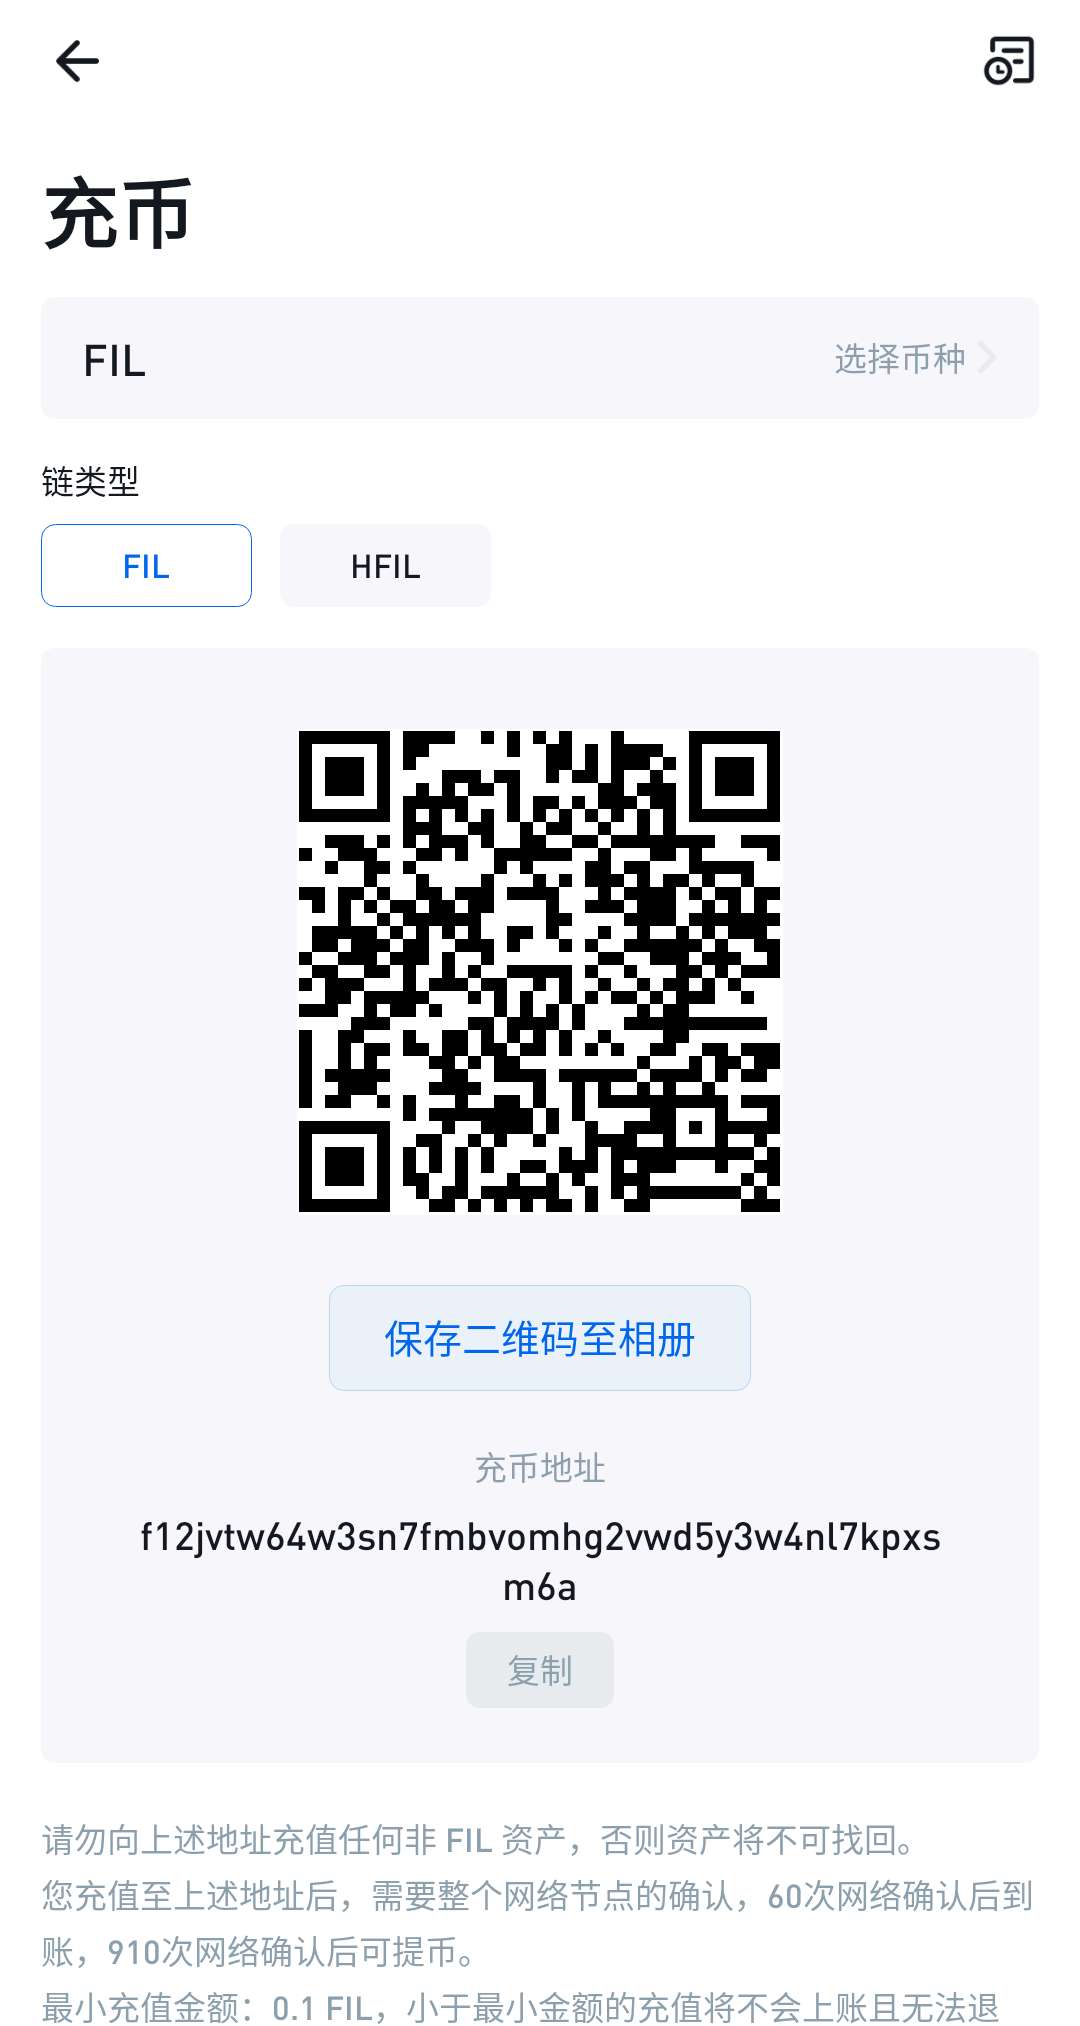 充币
FIL 选择币种
链类型
FIL HFIL
保存二维码至相册
充币地址
f12jvtw64w3sn7fmbvomhg2vwd5y3w4nl7kpxs
m6a
复制
请勿向上述地址充值任何非 FIL 资产，否则资产将不可找回。
您充值至上述地址后，需要整个网络节点的确认，60次网络确认后到
账，910次网络确认后可提币。
最小充值金额：0.1 FIL，小于最小金额的充值将不会上账且无法退